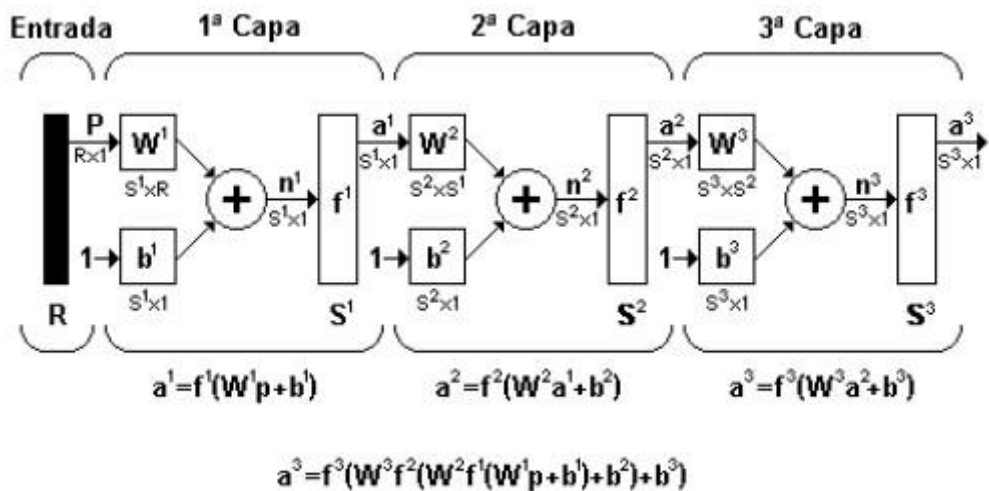 Entrada 1ª Capa 2ª Capa 3ª Capa
P a¹ a² a³
R×1 W¹ S¹×1 W² S²×1 W³ S³×1
S¹×R n¹ S²×S¹ n² S³×S² n³
+ S¹×1 f¹ + S²×1 f² + S³×1 f³
1 b¹ 1 b² 1 b³
S¹×1 S²×1 S³×1
R S¹ S² S³
a¹=f¹(W¹p+b¹) a²=f²(W²a¹+b²) a³=f³(W³a²+b³)
a³=f³(W³f²(W²f¹(W¹p+b¹)+b²)+b³)